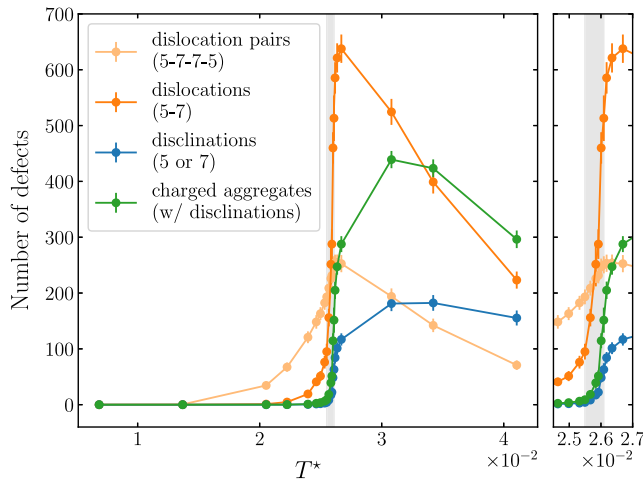 700
600
500
400
300
200
100
0
Number of defects
dislocation pairs
(5-7-7-5)
dislocations
(5-7)
disclinations
(5 or 7)
charged aggregates
(w/ disclinations)
1
2
3
4
×10⁻²
T⋆
2.5
2.6
2.7
×10⁻²